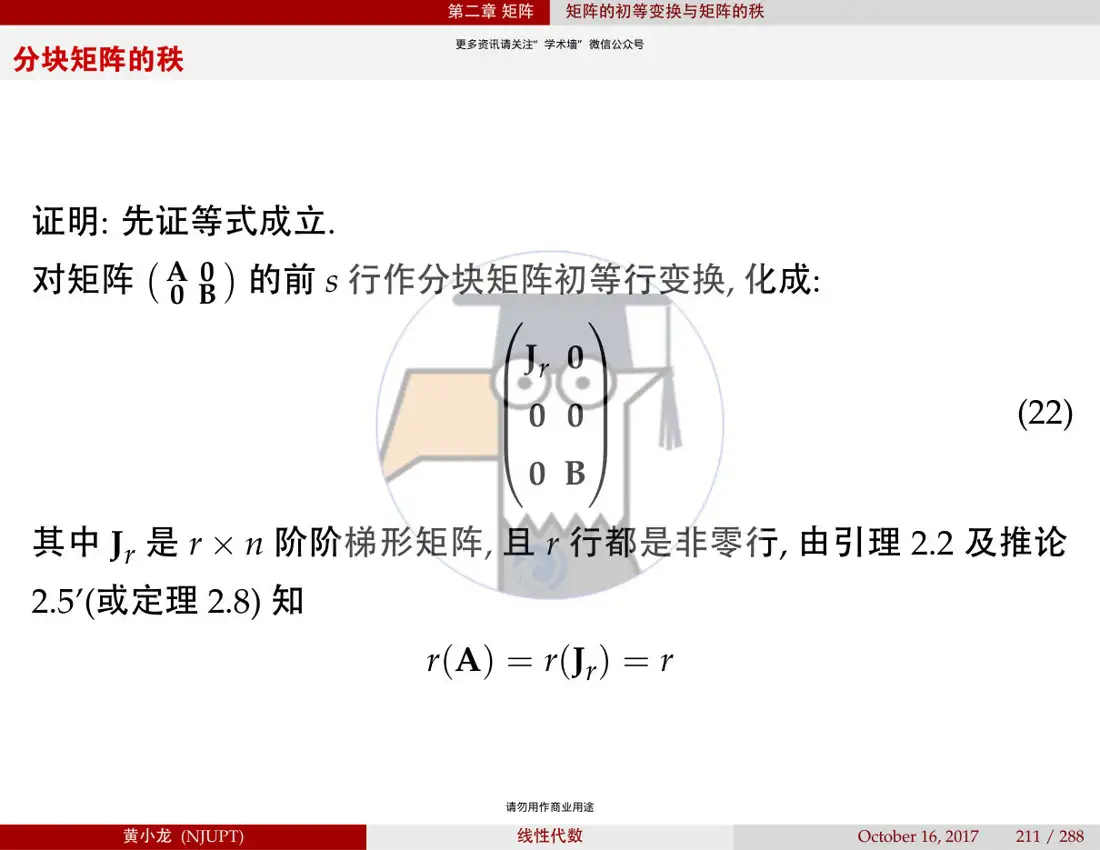 第二章 矩阵 矩阵的初等变换与矩阵的秩
更多资讯请关注“学术墙”微信公众号
分块矩阵的秩
证明: 先证等式成立.
对矩阵 ( A 0 ; 0 B ) 的前 s 行作分块矩阵初等行变换, 化成:
J_r 0
0 0
0 B
(22)
其中 J_r 是 r × n 阶阶梯形矩阵, 且 r 行都是非零行, 由引理 2.2 及推论
2.5’(或定理 2.8) 知
r(A) = r(J_r) = r
请勿用作商业用途
黄小龙 (NJUPT) 线性代数 October 16, 2017 211 / 288